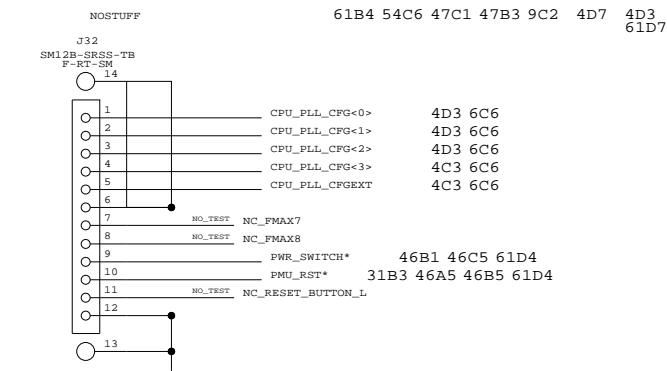 NOSTUFF
61B4 54C6 47C1 47B3 9C2 4D7 4D3
61D7
J32
SM12B-SRSS-TB
F-RT-SM
14
1 CPU_PLL_CFG<0> 4D3 6C6
2 CPU_PLL_CFG<1> 4D3 6C6
3 CPU_PLL_CFG<2> 4D3 6C6
4 CPU_PLL_CFG<3> 4C3 6C6
5 CPU_PLL_CFGEXT 4C3 6C6
6
7 NO_TEST NC_FMAX7
8 NO_TEST NC_FMAX8
9 PWR_SWITCH* 46B1 46C5 61D4
10 PMU_RST* 31B3 46A5 46B5 61D4
11 NO_TEST NC_RESET_BUTTON_L
12
13